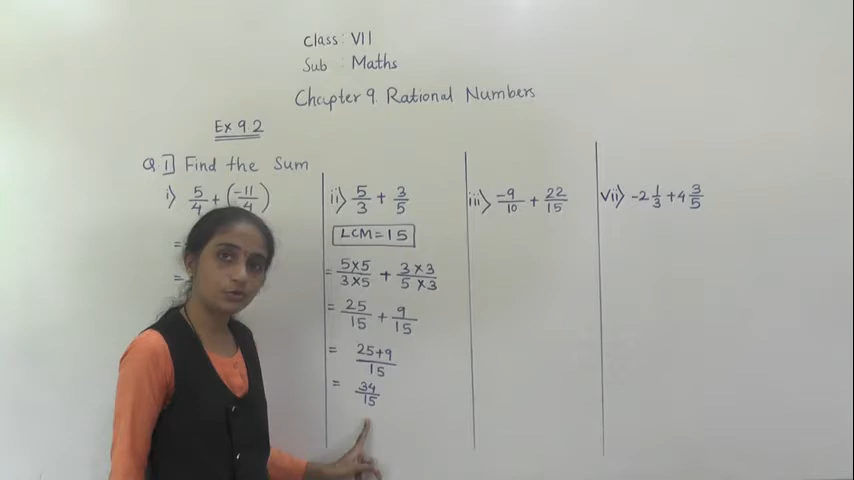 Class: VII
Sub : Maths
Chapter 9. Rational Numbers
Ex 9.2
Q 1] Find the Sum
i) 5/4 + (-11/4)
=
=
ii) 5/3 + 3/5
LCM = 15
= 5×5/3×5 + 3×3/5×3
= 25/15 + 9/15
= 25+9/15
= 34/15
iii) -9/10 + 22/15
vii) -2 1/3 + 4 3/5